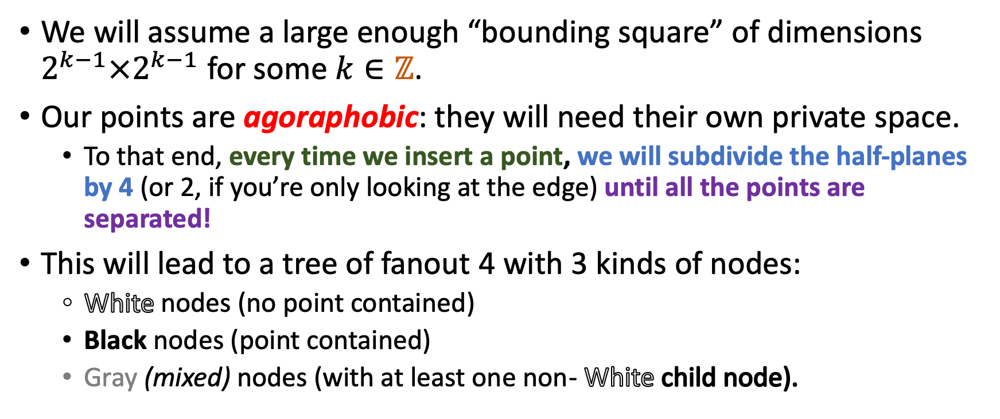 • We will assume a large enough “bounding square” of dimensions
2^{k−1}×2^{k−1} for some k ∈ ℤ.
• Our points are agoraphobic: they will need their own private space.
• To that end, every time we insert a point, we will subdivide the half-planes
by 4 (or 2, if you’re only looking at the edge) until all the points are
separated!
• This will lead to a tree of fanout 4 with 3 kinds of nodes:
◦ White nodes (no point contained)
• Black nodes (point contained)
• Gray (mixed) nodes (with at least one non- White child node).